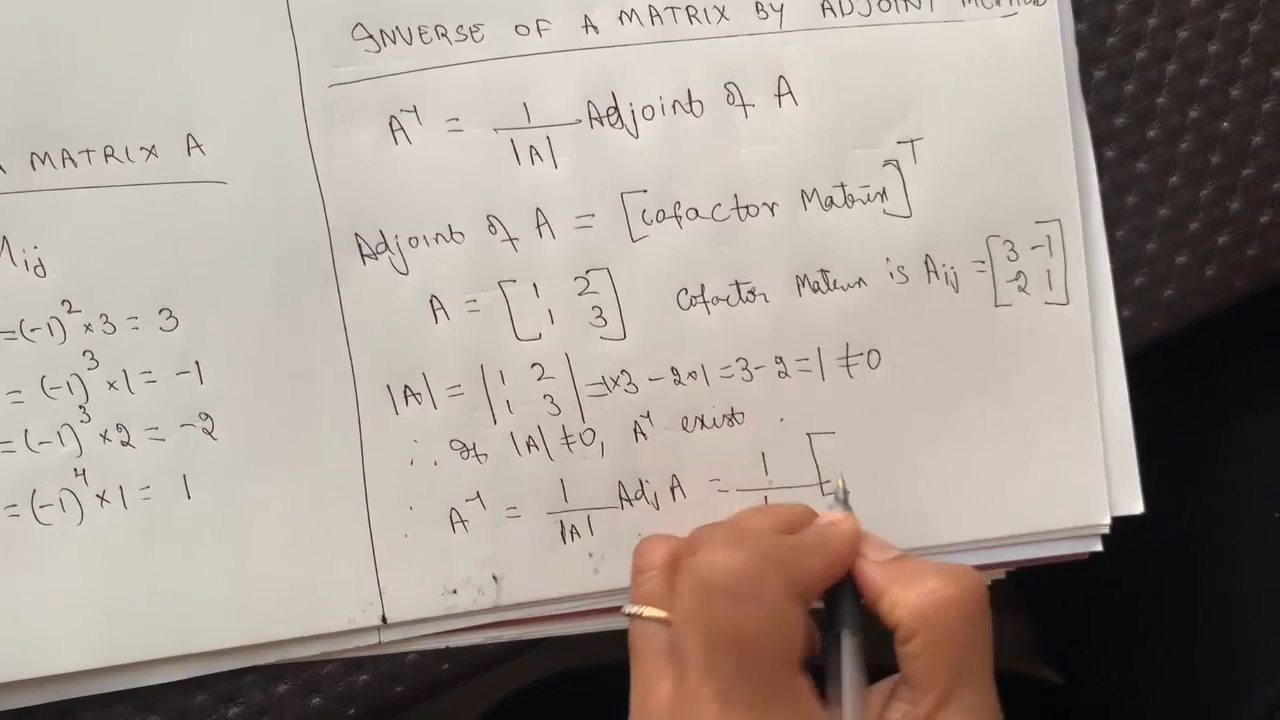 MATRIX A
ij
=(-1)² × 3 = 3
= (-1)³ × 1 = -1
=(-1)³ × 2 = -2
=(-1)⁴ × 1 = 1
INVERSE OF A MATRIX BY ADJOINT METHOD
A⁻¹ = 1/|A| Adjoint of A
Adjoint of A = [Cofactor Matrix]ᵀ
A = [1 2; 1 3] Cofactor is Aij = [3 -1; -2 1]
|A| = |1 2; 1 3| = 1×3 - 2×1 = 3-2 = 1 ≠ 0
∴ If |A| ≠ 0, A⁻¹ exist
∴ A⁻¹ = 1/|A| Adj A = 1/1 [